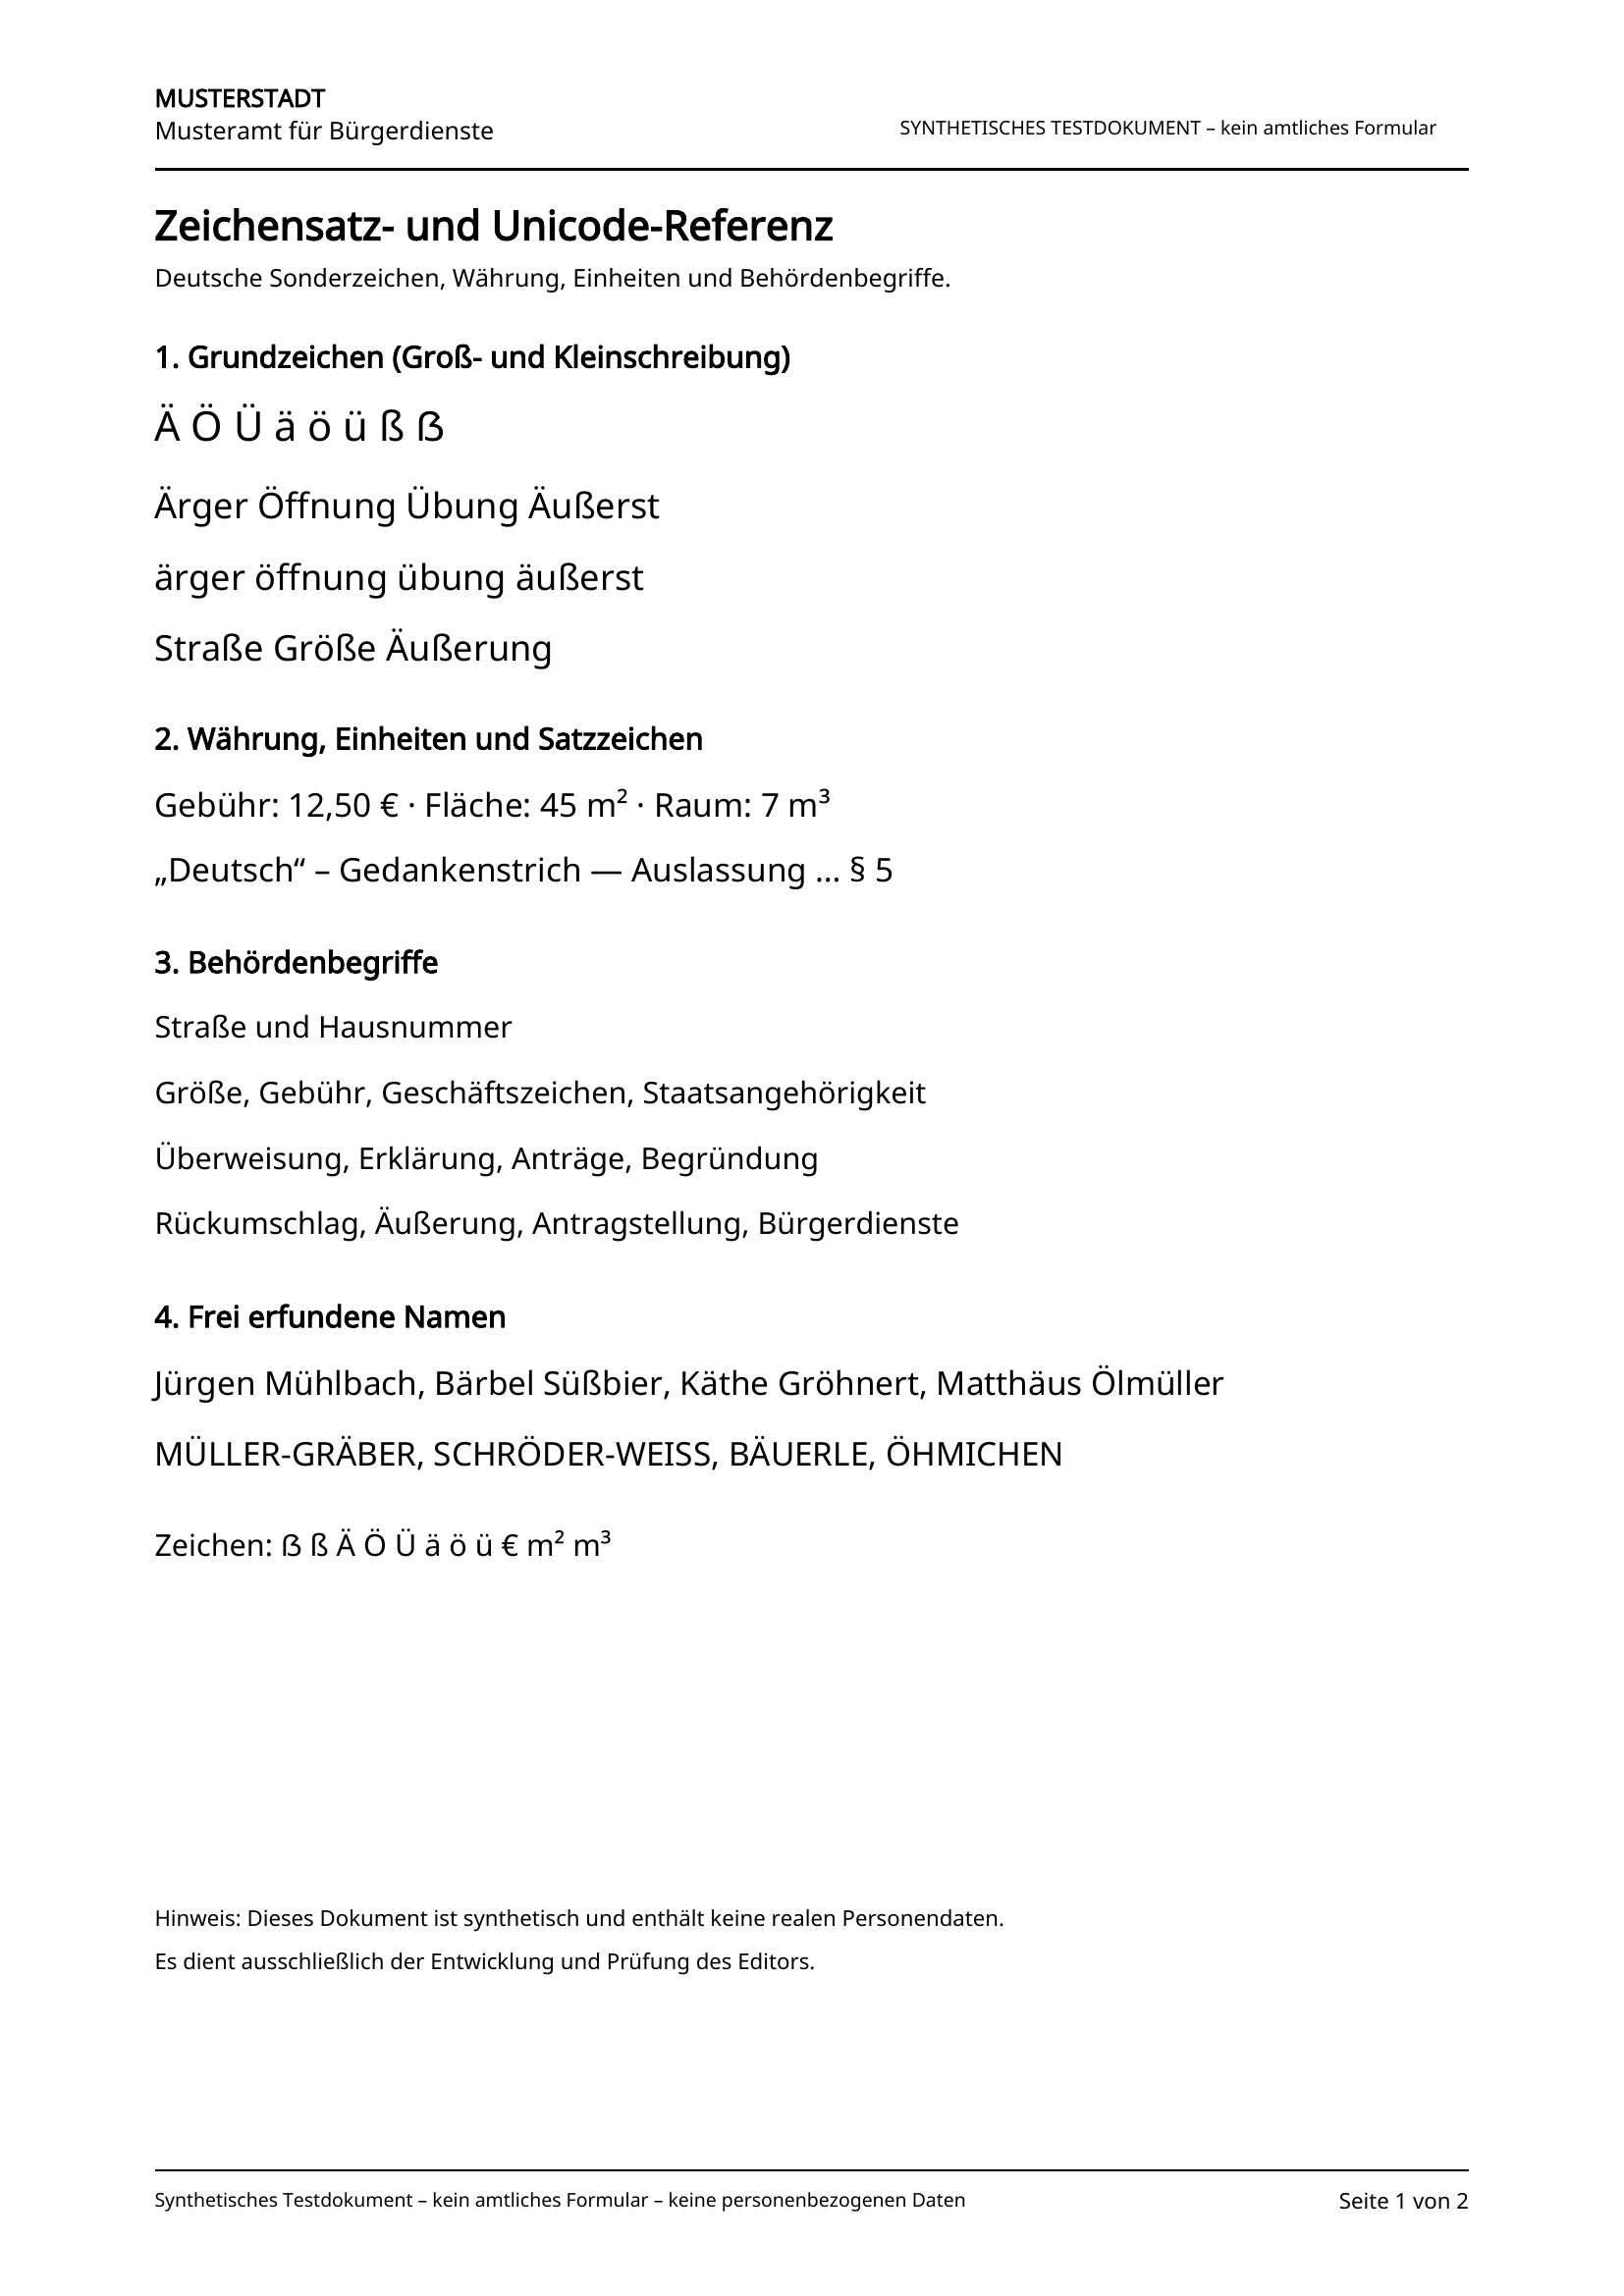 MUSTERSTADT
Musteramt für Bürgerdienste
SYNTHETISCHES TESTDOKUMENT – kein amtliches Formular
Zeichensatz- und Unicode-Referenz
Deutsche Sonderzeichen, Währung, Einheiten und Behördenbegriffe.
1. Grundzeichen (Groß- und Kleinschreibung)
Ä Ö Ü ä ö ü ß ẞ
Ärger Öffnung Übung Äußerst
ärger öffnung übung äußerst
Straße Größe Äußerung
2. Währung, Einheiten und Satzzeichen
Gebühr: 12,50 € · Fläche: 45 m² · Raum: 7 m³
„Deutsch“ – Gedankenstrich — Auslassung … § 5
3. Behördenbegriffe
Straße und Hausnummer
Größe, Gebühr, Geschäftszeichen, Staatsangehörigkeit
Überweisung, Erklärung, Anträge, Begründung
Rückumschlag, Äußerung, Antragstellung, Bürgerdienste
4. Frei erfundene Namen
Jürgen Mühlbach, Bärbel Süßbier, Käthe Gröhnert, Matthäus Ölmüller
MÜLLER-GRÄBER, SCHRÖDER-WEISS, BÄUERLE, ÖHMICHEN
Zeichen: ẞ ß Ä Ö Ü ä ö ü € m² m³
Hinweis: Dieses Dokument ist synthetisch und enthält keine realen Personendaten.
Es dient ausschließlich der Entwicklung und Prüfung des Editors.
Synthetisches Testdokument – kein amtliches Formular – keine personenbezogenen Daten
Seite 1 von 2